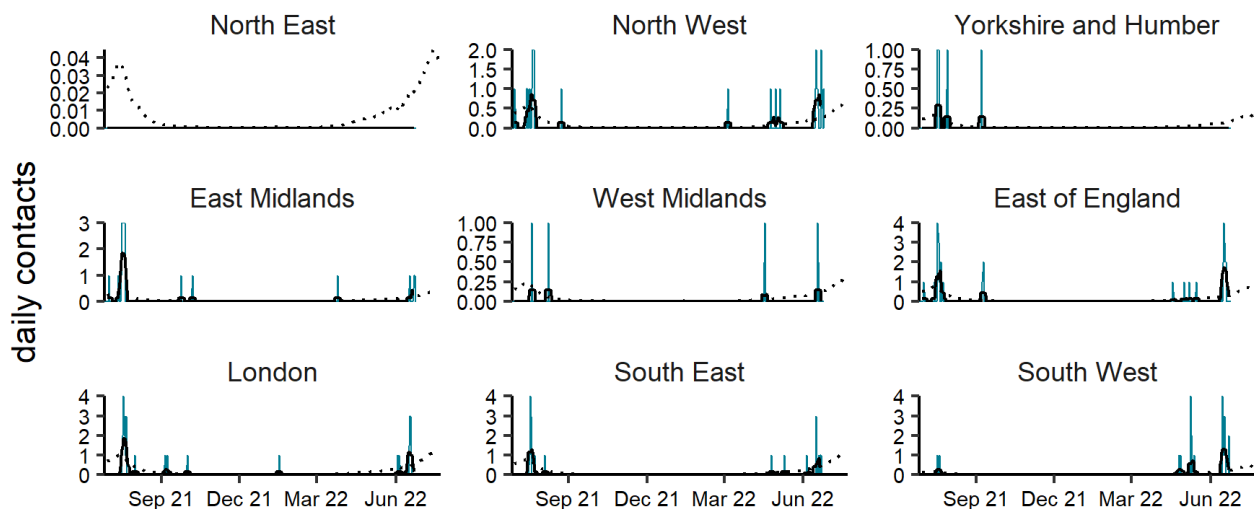 North East North West Yorkshire and Humber
0.04 2.0 1.00
0.03 1.5 0.75
0.02 1.0 0.50
0.01 0.5 0.25
0.00 0.0 0.00
East Midlands West Midlands East of England
3 1.00 4
2 0.75 3
1 0.50 2
0 0.25 1
0.00 0
daily contacts
London South East South West
4 4 4
3 3 3
2 2 2
1 1 1
0 0 0
Sep 21 Dec 21 Mar 22 Jun 22 Sep 21 Dec 21 Mar 22 Jun 22 Sep 21 Dec 21 Mar 22 Jun 22